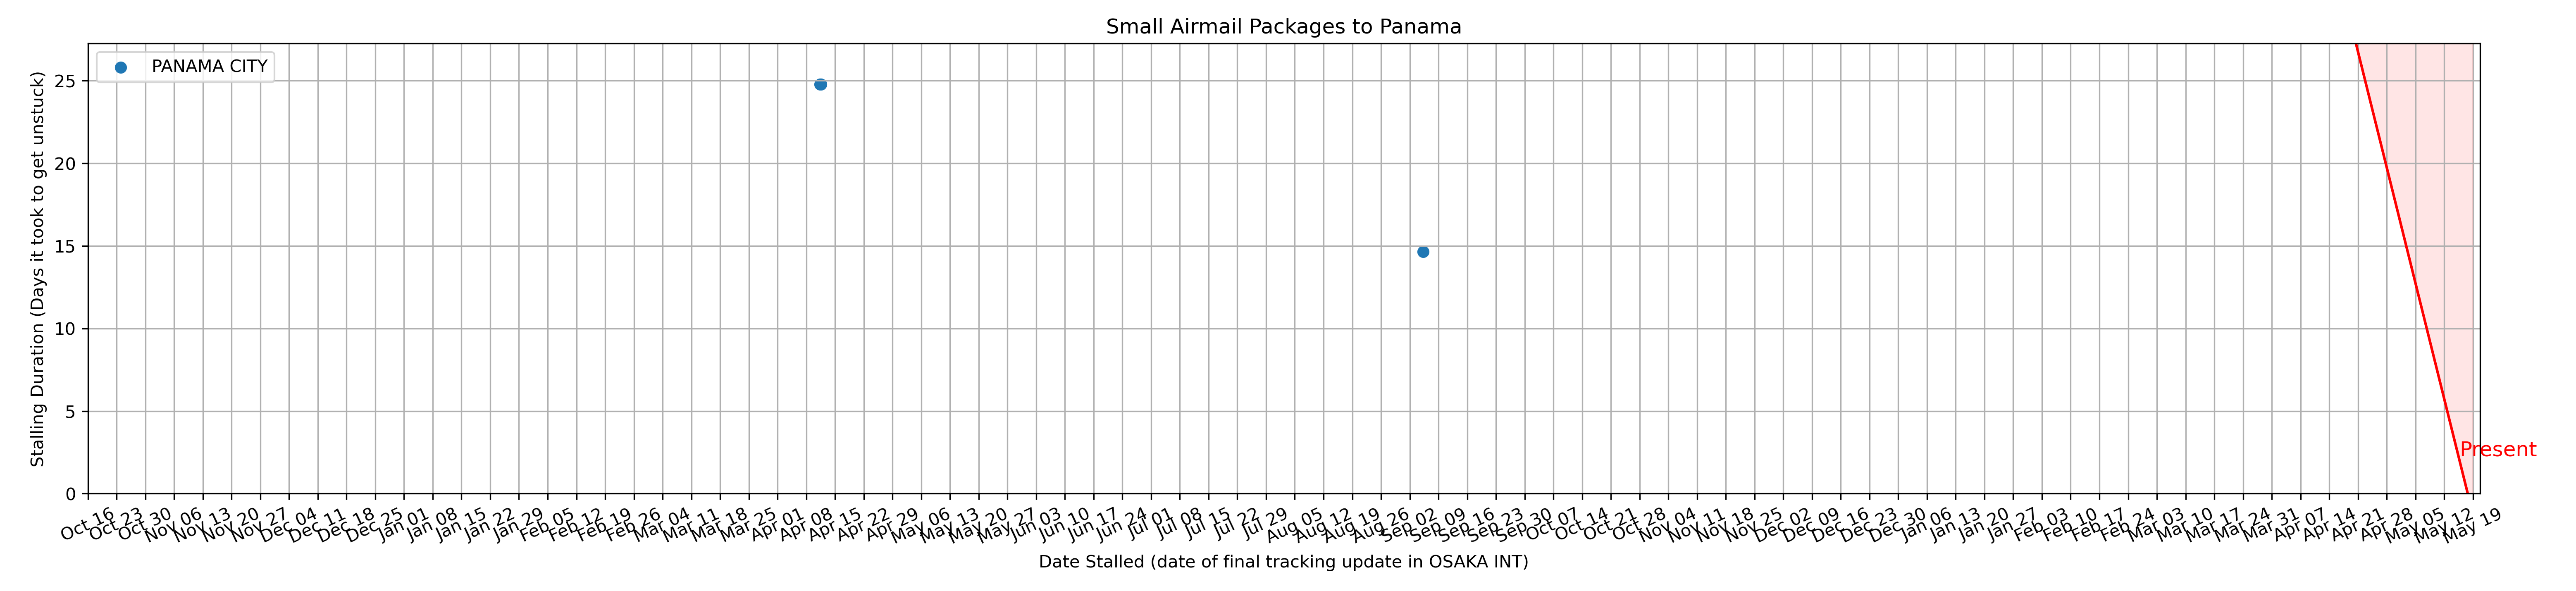 Small Airmail Packages to Panama
PANAMA CITY
Stalling Duration (Days it took to get unstuck)
25
20
15
10
5
0
Present
Oct 16 Oct 23 Oct 30 Nov 06 Nov 13 Nov 20 Nov 27 Dec 04 Dec 11 Dec 18 Dec 25 Jan 01 Jan 08 Jan 15 Jan 22 Jan 29 Feb 05 Feb 12 Feb 19 Feb 26 Mar 04 Mar 11 Mar 18 Mar 25 Apr 01 Apr 08 Apr 15 Apr 22 Apr 29 May 06 May 13 May 20 May 27 Jun 03 Jun 10 Jun 17 Jun 24 Jul 01 Jul 08 Jul 15 Jul 22 Jul 29 Aug 05 Aug 12 Aug 19 Aug 26 Sep 02 Sep 09 Sep 16 Sep 23 Sep 30 Oct 07 Oct 14 Oct 21 Oct 28 Nov 04 Nov 11 Nov 18 Nov 25 Dec 02 Dec 09 Dec 16 Dec 23 Dec 30 Jan 06 Jan 13 Jan 20 Jan 27 Feb 03 Feb 10 Feb 17 Feb 24 Mar 03 Mar 10 Mar 17 Mar 24 Mar 31 Apr 07 Apr 14 Apr 21 Apr 28 May 05 May 12 May 19
Date Stalled (date of final tracking update in OSAKA INT)